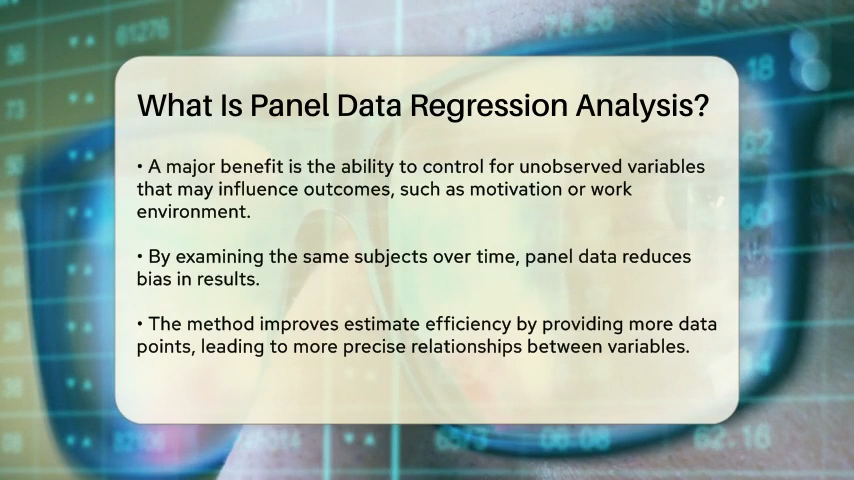 What Is Panel Data Regression Analysis?
• A major benefit is the ability to control for unobserved variables
that may influence outcomes, such as motivation or work
environment.
• By examining the same subjects over time, panel data reduces
bias in results.
• The method improves estimate efficiency by providing more data
points, leading to more precise relationships between variables.